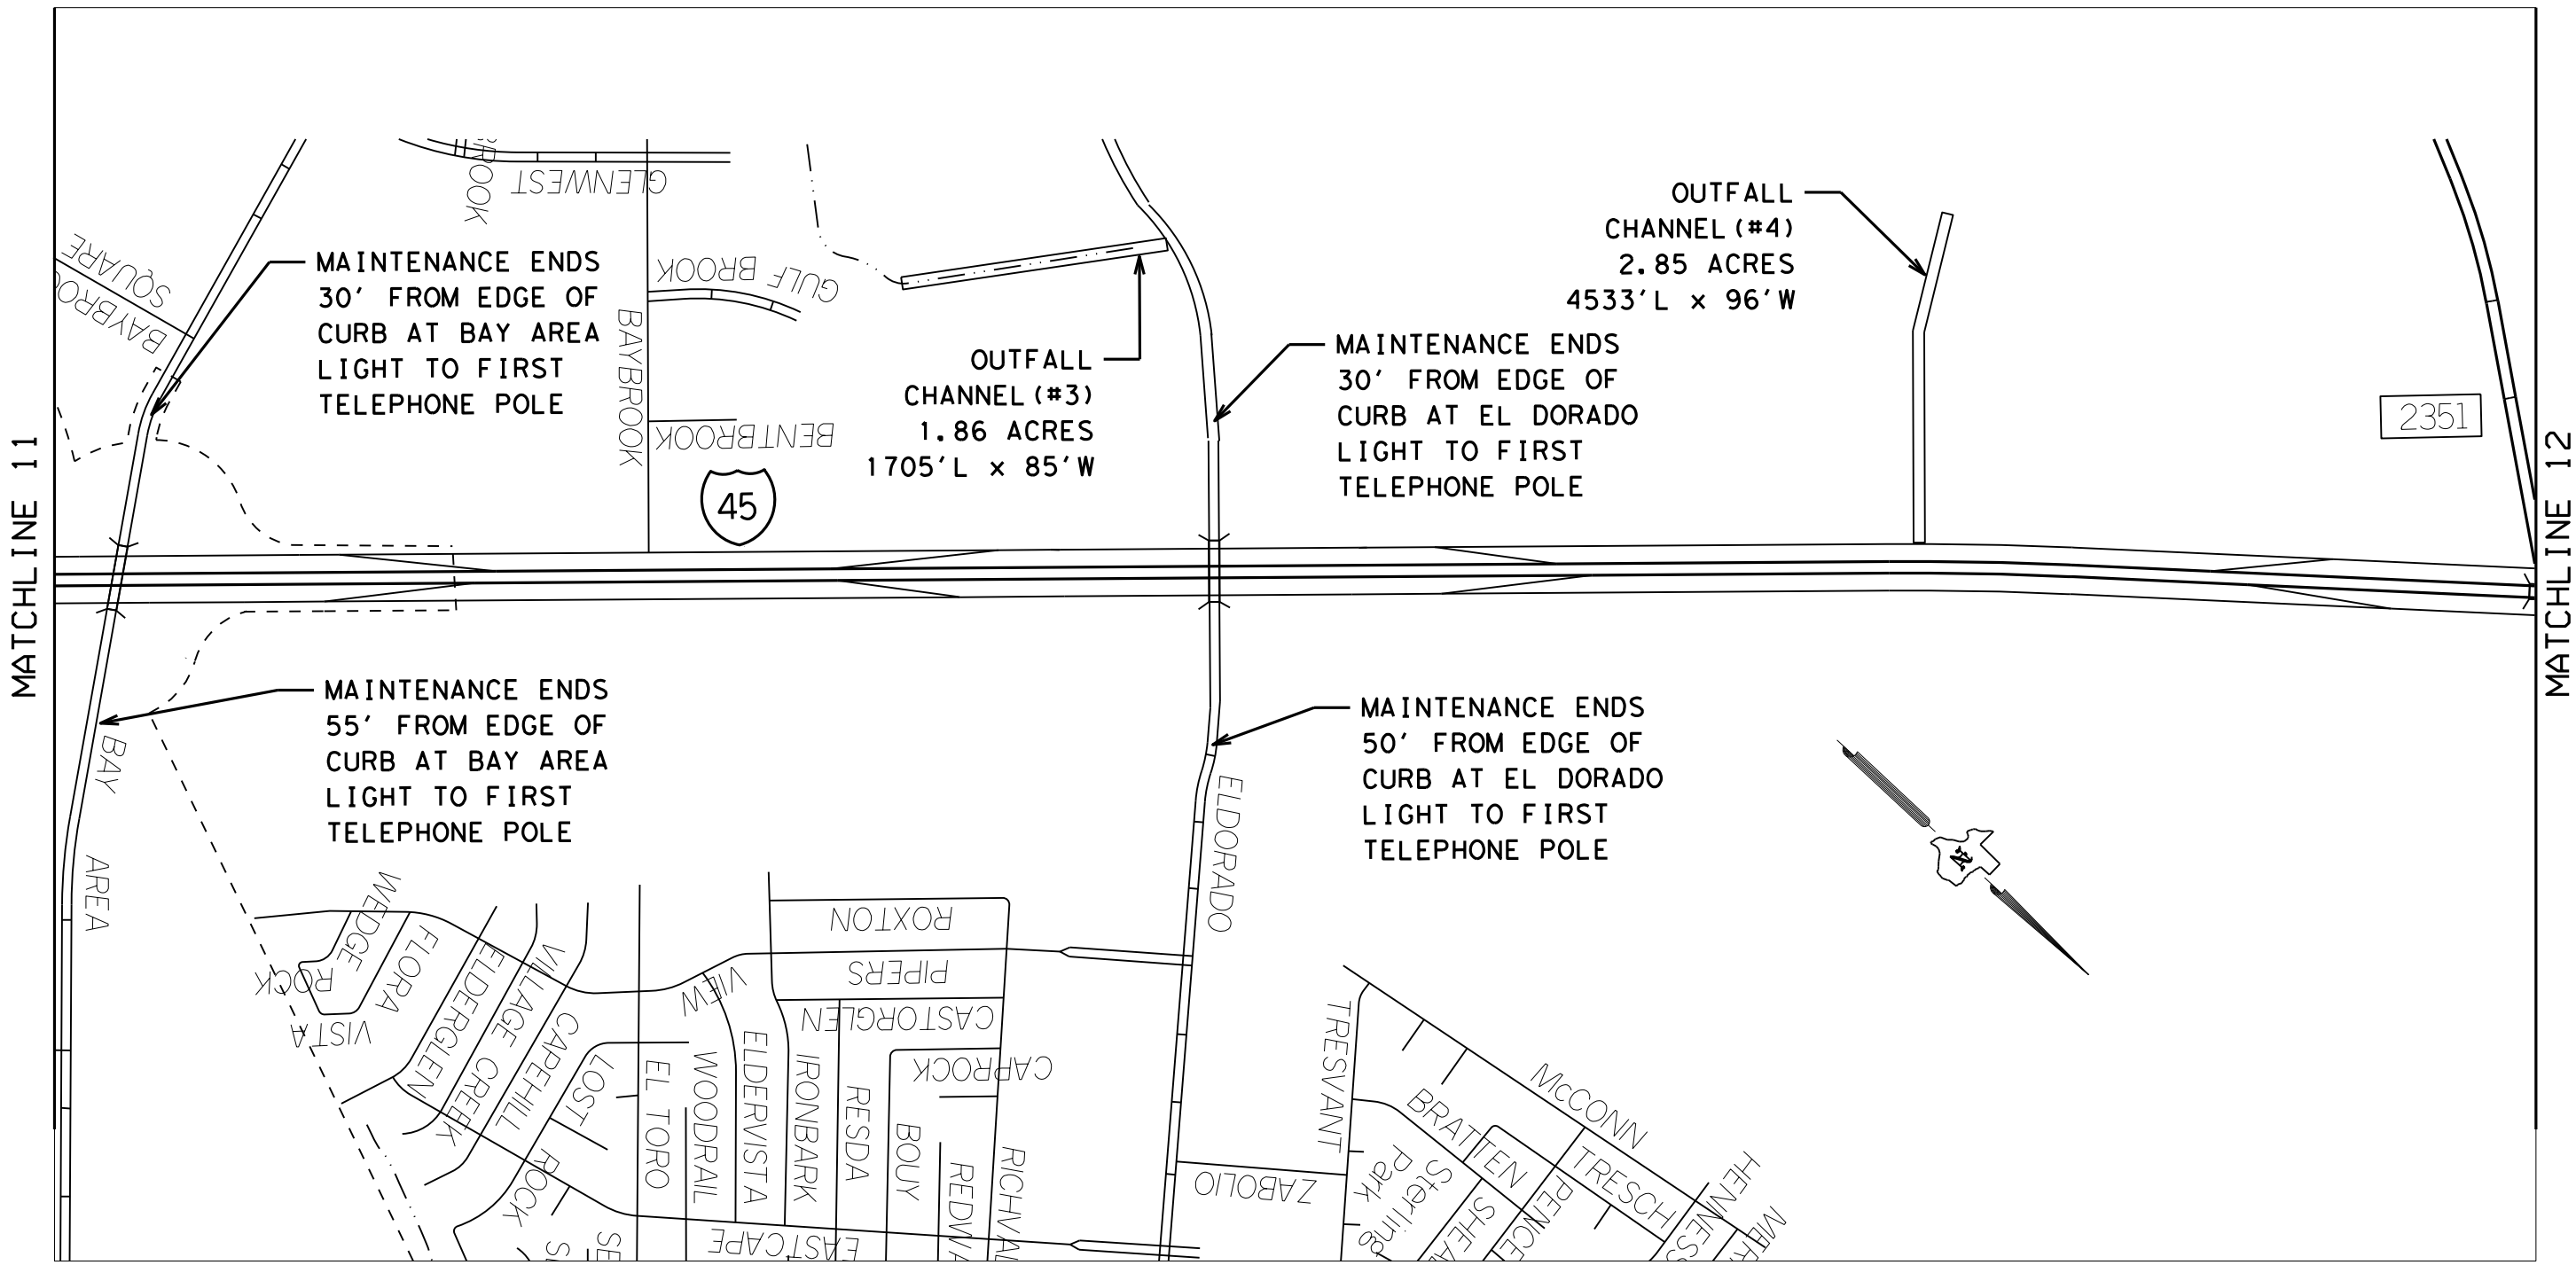 MATCHLINE 11
MATCHLINE 12
GLENWEST
SQUARE
MAINTENANCE ENDS
30' FROM EDGE OF
CURB AT BAY AREA
LIGHT TO FIRST
TELEPHONE POLE
GULF BROOK
BAYBROOK
BENTBROOK
45
OUTFALL
CHANNEL (#3)
1.86 ACRES
1705'L x 85'W
OUTFALL
CHANNEL (#4)
2.85 ACRES
4533'L x 96'W
MAINTENANCE ENDS
30' FROM EDGE OF
CURB AT EL DORADO
LIGHT TO FIRST
TELEPHONE POLE
2351
MAINTENANCE ENDS
55' FROM EDGE OF
CURB AT BAY AREA
LIGHT TO FIRST
TELEPHONE POLE
MAINTENANCE ENDS
50' FROM EDGE OF
CURB AT EL DORADO
LIGHT TO FIRST
TELEPHONE POLE
BAY AREA
ELDORADO
N
WEDGE ROCK
FLORA
VISTA
ELDERGLEN
VILLAGE CREEK
CAPEHILL
LOST ROCK
VIEW
ROXTON
PIPERS
CASTORGLEN
CAPROCK
EL TORO
WOODRAIL
ELDERVISTA
IRONBARK
RESDA
BOUY
EASTCAPE
ZABOLIO
TRESVANT
McCONN
BRATTEN
TRESCH
PENCE
Sterling
Park